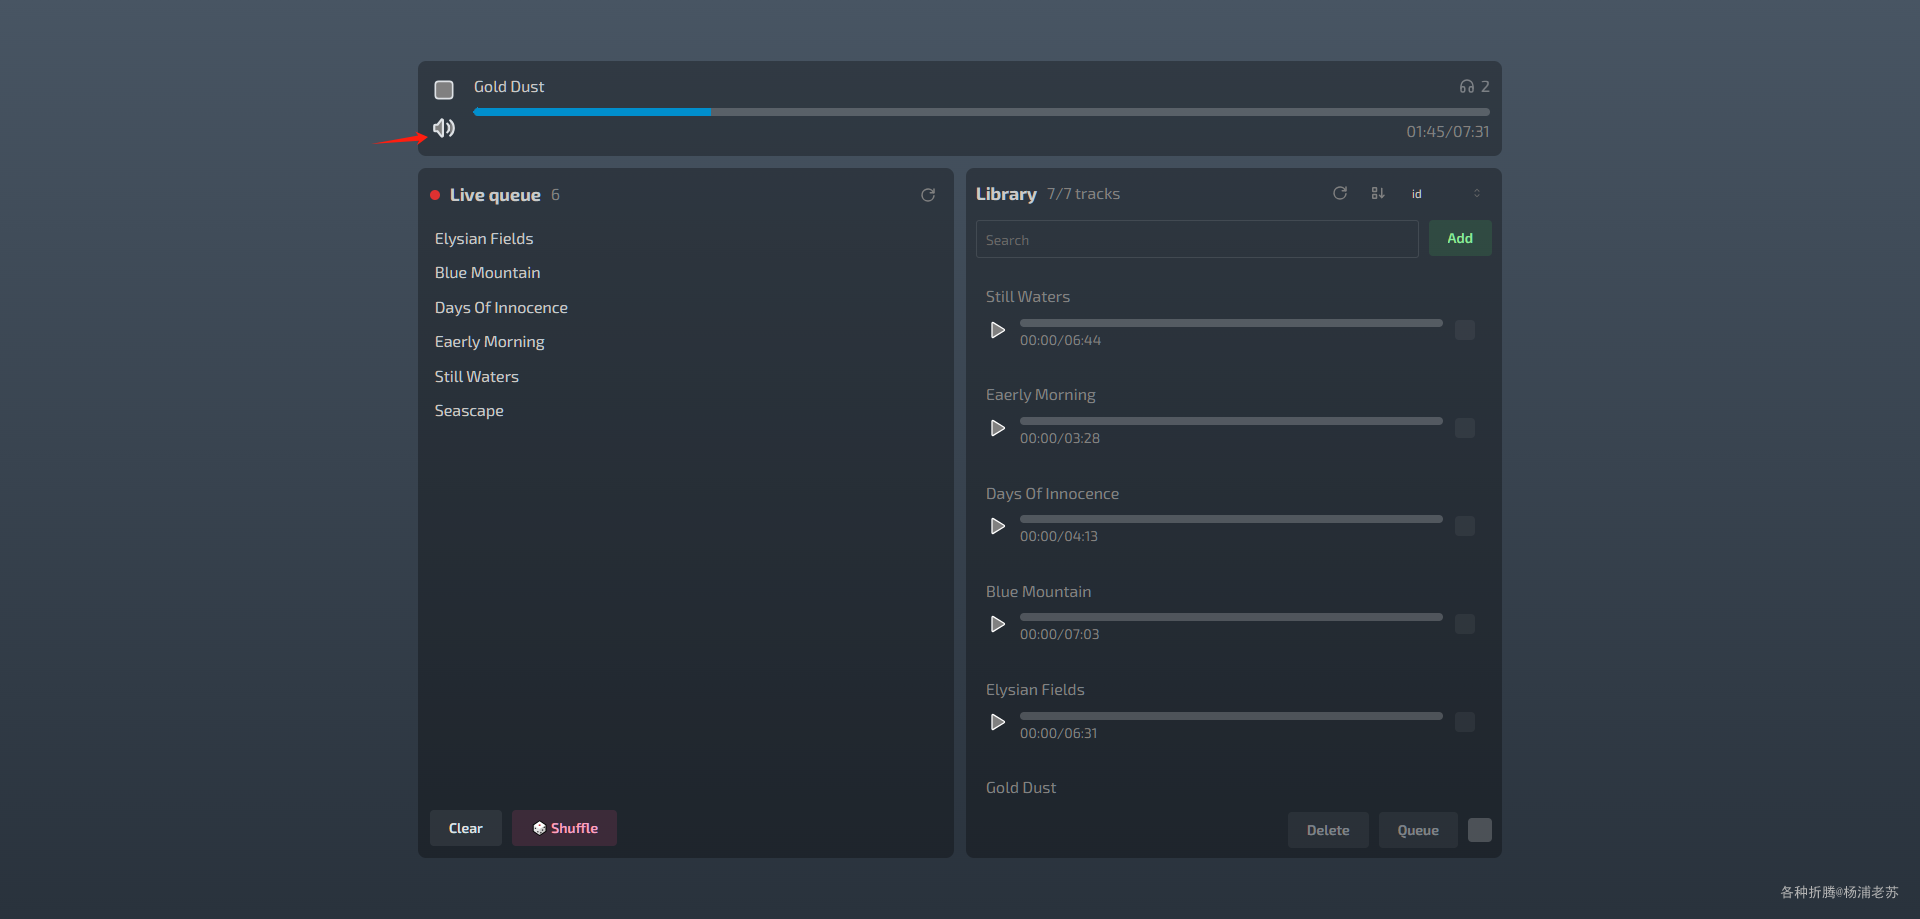 Gold Dust
2
01:45/07:31
Live queue 6
Elysian Fields
Blue Mountain
Days Of Innocence
Eaerly Morning
Still Waters
Seascape
Clear
Shuffle
Library 7/7 tracks
id
Search
Add
Still Waters
00:00/06:44
Eaerly Morning
00:00/03:28
Days Of Innocence
00:00/04:13
Blue Mountain
00:00/07:03
Elysian Fields
00:00/06:31
Gold Dust
Delete
Queue
各种折腾@杨浦老苏